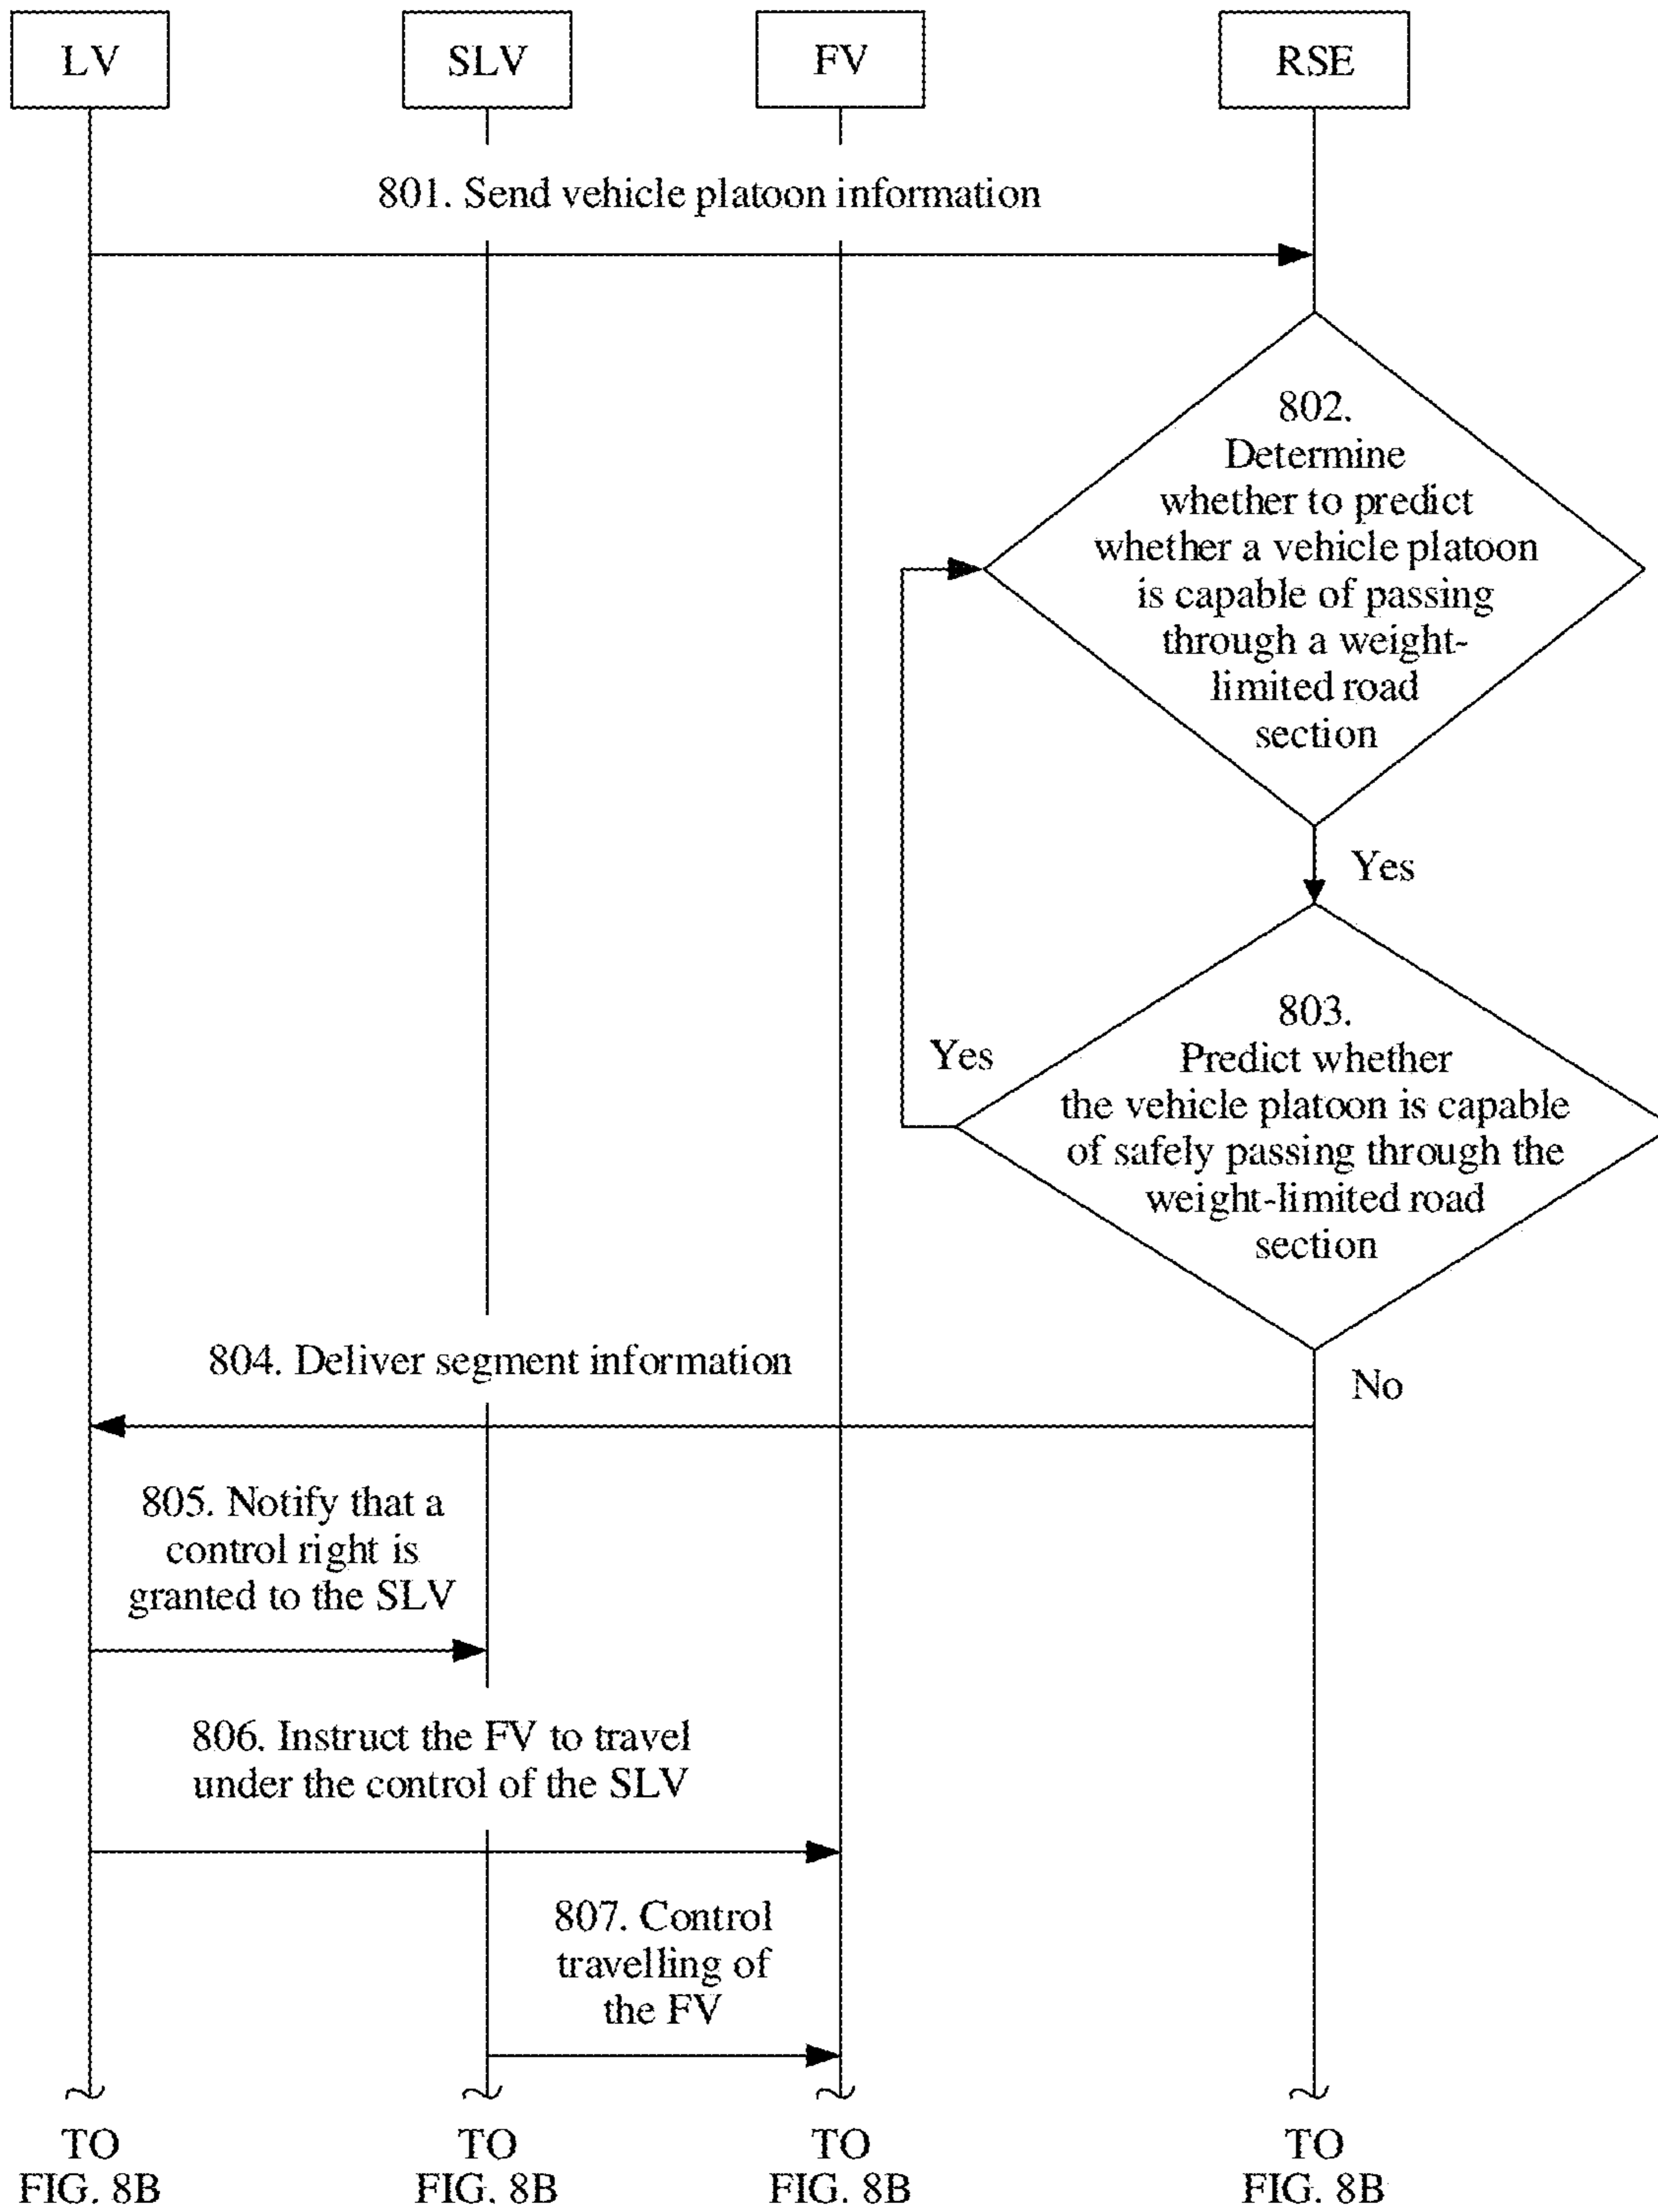 LV
SLV
FV
RSE
801. Send vehicle platoon information
802.
Determine
whether to predict
whether a vehicle platoon
is capable of passing
through a weight-
limited road
section
Yes
803.
Predict whether
the vehicle platoon is capable
of safely passing through the
weight-limited road
section
Yes
No
804. Deliver segment information
805. Notify that a
control right is
granted to the SLV
806. Instruct the FV to travel
under the control of the SLV
807. Control
travelling of
the FV
TO
FIG. 8B
TO
FIG. 8B
TO
FIG. 8B
TO
FIG. 8B